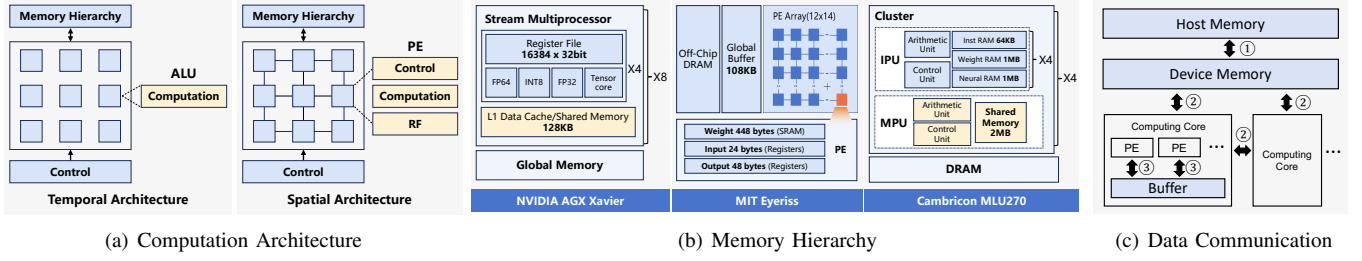 Memory Hierarchy
ALU
Computation
Control
Temporal Architecture
Memory Hierarchy
PE
Control
Computation
RF
Control
Spatial Architecture
(a) Computation Architecture
Stream Multiprocessor
Register File
16384 x 32bit
FP64
INT8
FP32
Tensor
core
X4
X8
L1 Data Cache/Shared Memory
128KB
Global Memory
NVIDIA AGX Xavier
Off-Chip
DRAM
Global
Buffer
108KB
PE Array(12x14)
Weight 448 bytes (SRAM)
Input 24 bytes (Registers)
Output 48 bytes (Registers)
PE
MIT Eyeriss
Cluster
IPU
Arithmetic
Unit
Control
Unit
Inst RAM 64KB
Weight RAM 1MB
Neural RAM 1MB
X4
X4
MPU
Arithmetic
Unit
Control
Unit
Shared
Memory
2MB
DRAM
Cambricon MLU270
(b) Memory Hierarchy
Host Memory
①
Device Memory
②
②
Computing Core
PE
PE
...
③
③
Buffer
②
Computing
Core
...
(c) Data Communication